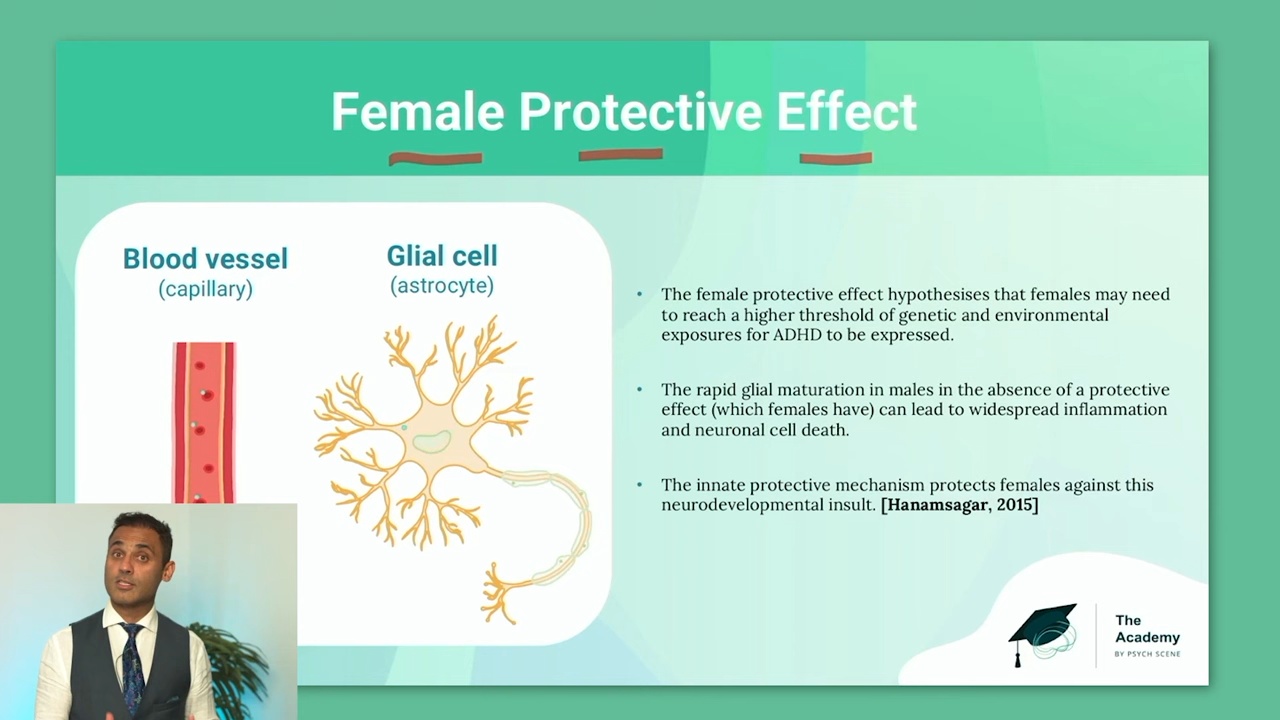 Female Protective Effect
Blood vessel
(capillary)
Glial cell
(astrocyte)
• The female protective effect hypothesises that females may need
to reach a higher threshold of genetic and environmental
exposures for ADHD to be expressed.
• The rapid glial maturation in males in the absence of a protective
effect (which females have) can lead to widespread inflammation
and neuronal cell death.
• The innate protective mechanism protects females against this
neurodevelopmental insult. [Hanamsagar, 2015]
The
Academy
BY PSYCH SCENE